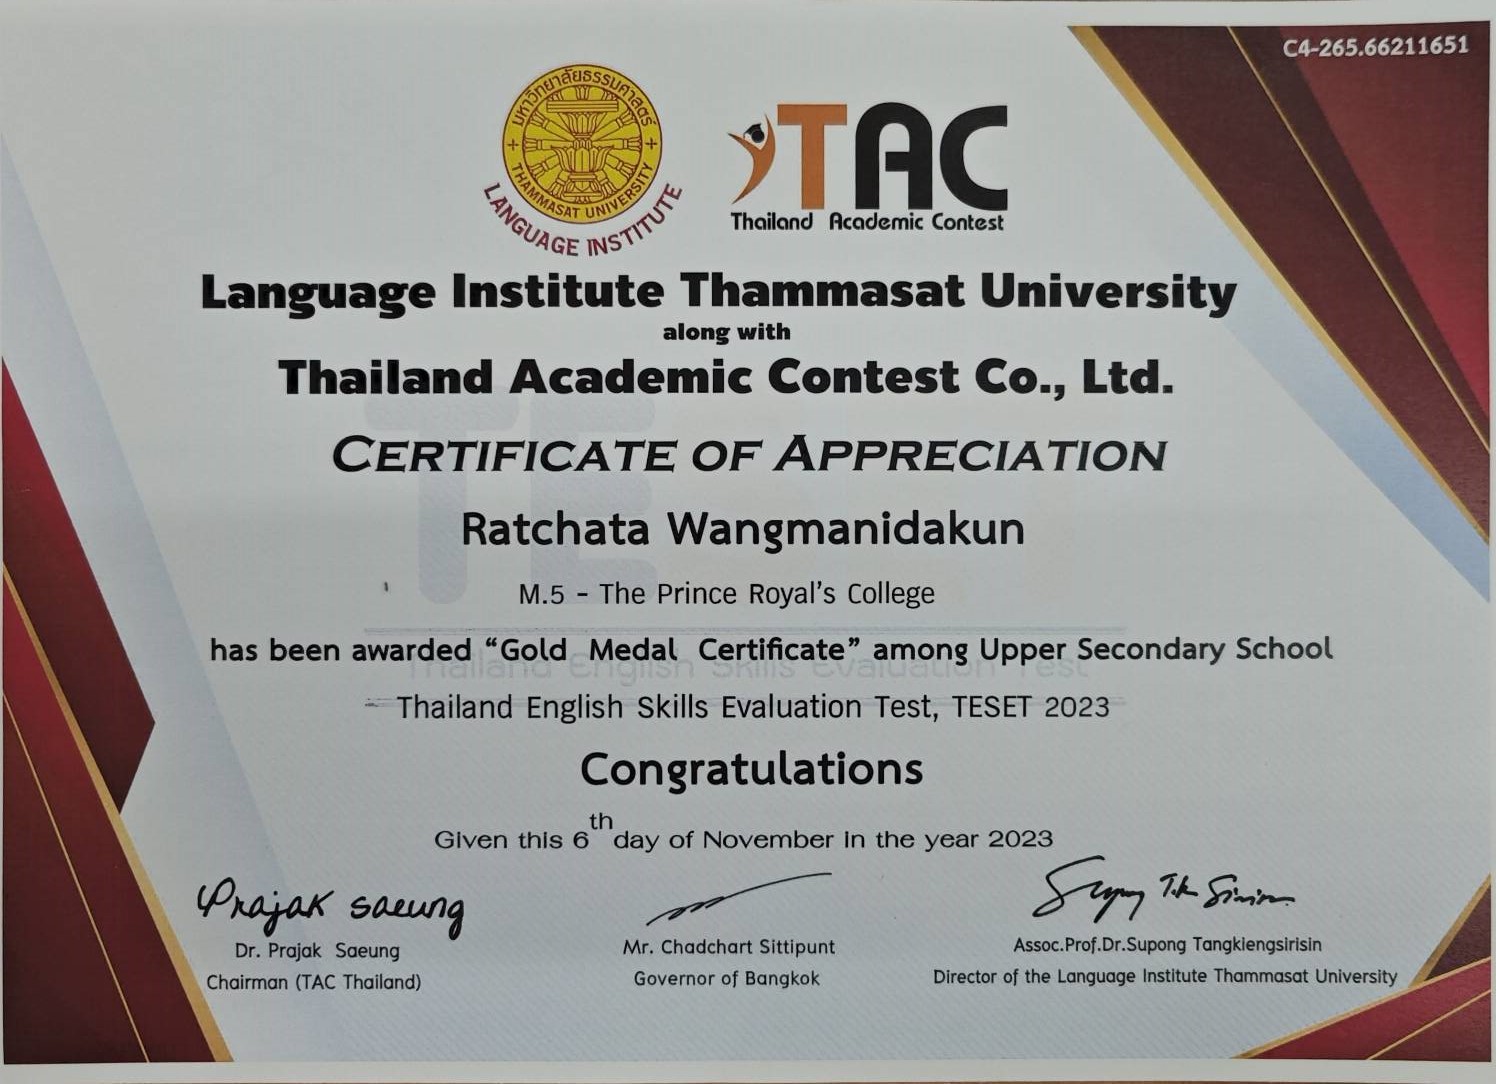 C4-265.66211651
มหาวิทยาลัยธรรมศาสตร์
THAMMASAT UNIVERSITY
LANGUAGE INSTITUTE
TAC
Thailand Academic Contest
Language Institute Thammasat University
along with
Thailand Academic Contest Co., Ltd.
CERTIFICATE OF APPRECIATION
Ratchata Wangmanidakun
M.5 - The Prince Royal's College
has been awarded “Gold Medal Certificate” among Upper Secondary School
Thailand English Skills Evaluation Test
Thailand English Skills Evaluation Test, TESET 2023
Congratulations
Given this 6th day of November in the year 2023
Prajak Saeung
Dr. Prajak Saeung
Chairman (TAC Thailand)
Mr. Chadchart Sittipunt
Governor of Bangkok
Assoc.Prof.Dr.Supong Tangkiengsirisin
Director of the Language Institute Thammasat University